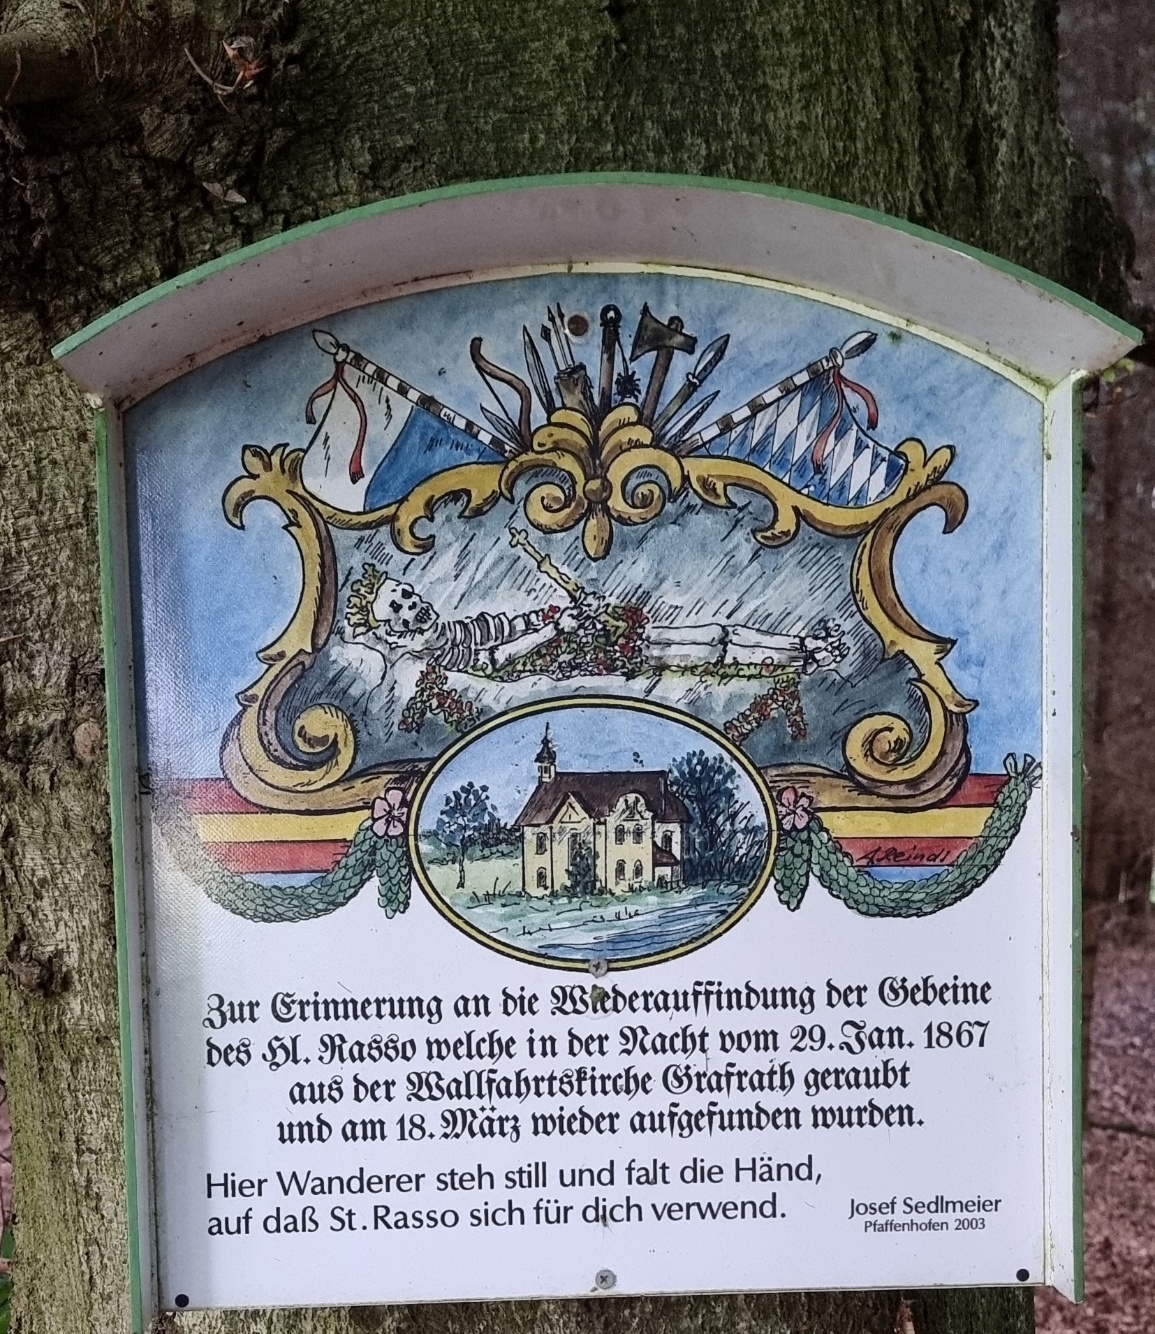 A. Reindl
Zur Erinnerung an die Wiederauffindung der Gebeine
des Hl. Rasso welche in der Nacht vom 29. Jan. 1867
aus der Wallfahrtskirche Grafrath geraubt
und am 18. März wieder aufgefunden wurden.
Hier Wanderer steh still und falt die Händ,
auf daß St. Rasso sich für dich verwend.
Josef Sedlmeier
Pfaffenhofen 2003